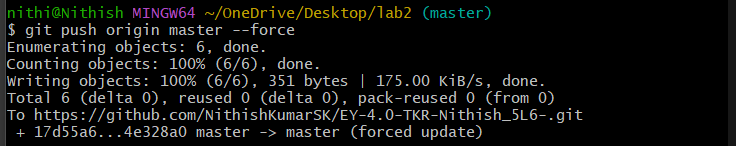 nithi@Nithish MINGW64 ~/OneDrive/Desktop/lab2 (master)
$ git push origin master --force
Enumerating objects: 6, done.
Counting objects: 100% (6/6), done.
Writing objects: 100% (6/6), 351 bytes | 175.00 KiB/s, done.
Total 6 (delta 0), reused 0 (delta 0), pack-reused 0 (from 0)
To https://github.com/NithishKumarSK/EY-4.0-TKR-Nithish_5L6-.git
 + 17d55a6...4e328a0 master -> master (forced update)